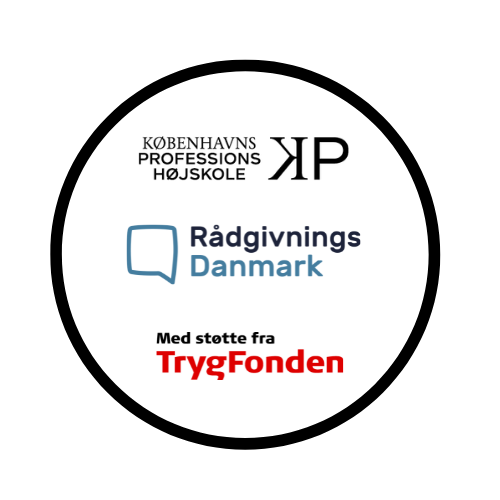 KØBENHAVNS
PROFESSIONS
HØJSKOLE
KP
Rådgivnings
Danmark
Med støtte fra
TrygFonden